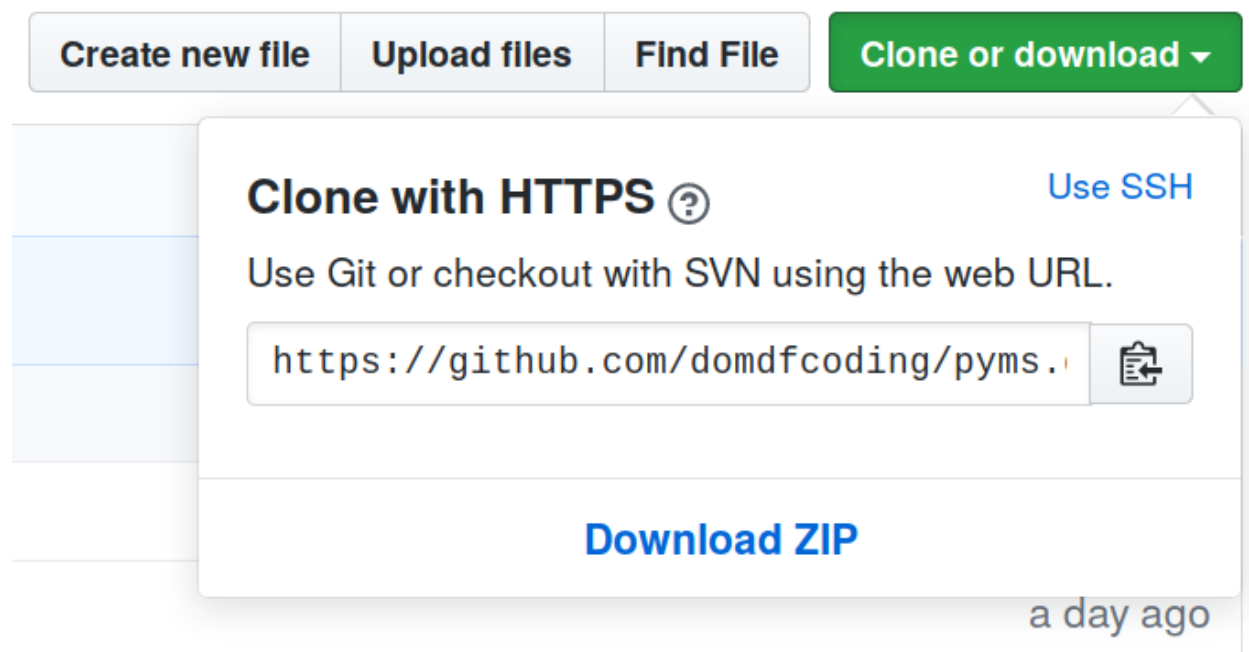 Create new file
Upload files
Find File
Clone or download
Clone with HTTPS
Use SSH
Use Git or checkout with SVN using the web URL.
https://github.com/domdfcoding/pyms.
Download ZIP
a day ago